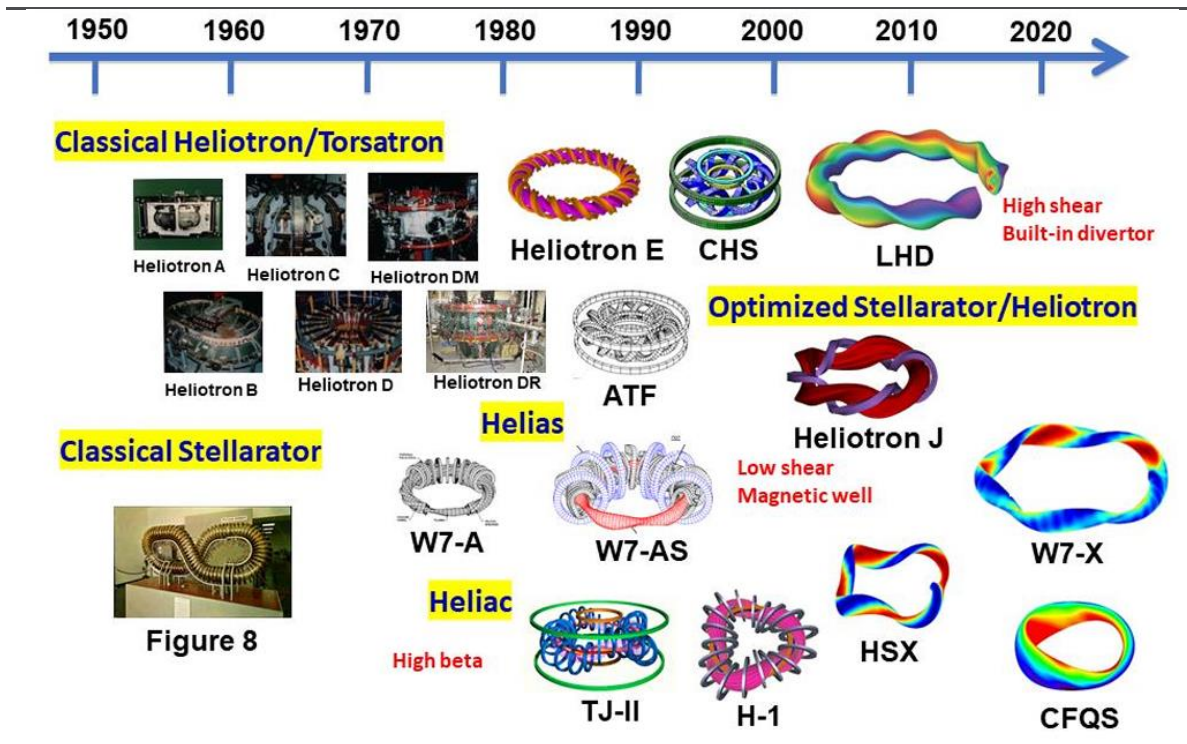 1950 1960 1970 1980 1990 2000 2010 2020
Classical Heliotron/Torsatron
Heliotron A
Heliotron C
Heliotron DM
Heliotron E
CHS
LHD
High shear
Built-in divertor
Heliotron B
Heliotron D
Heliotron DR
ATF
Optimized Stellarator/Heliotron
Heliotron J
Low shear
Magnetic well
Classical Stellarator
Figure 8
Helias
W7-A
W7-AS
W7-X
Heliac
High beta
TJ-II
H-1
HSX
CFQS